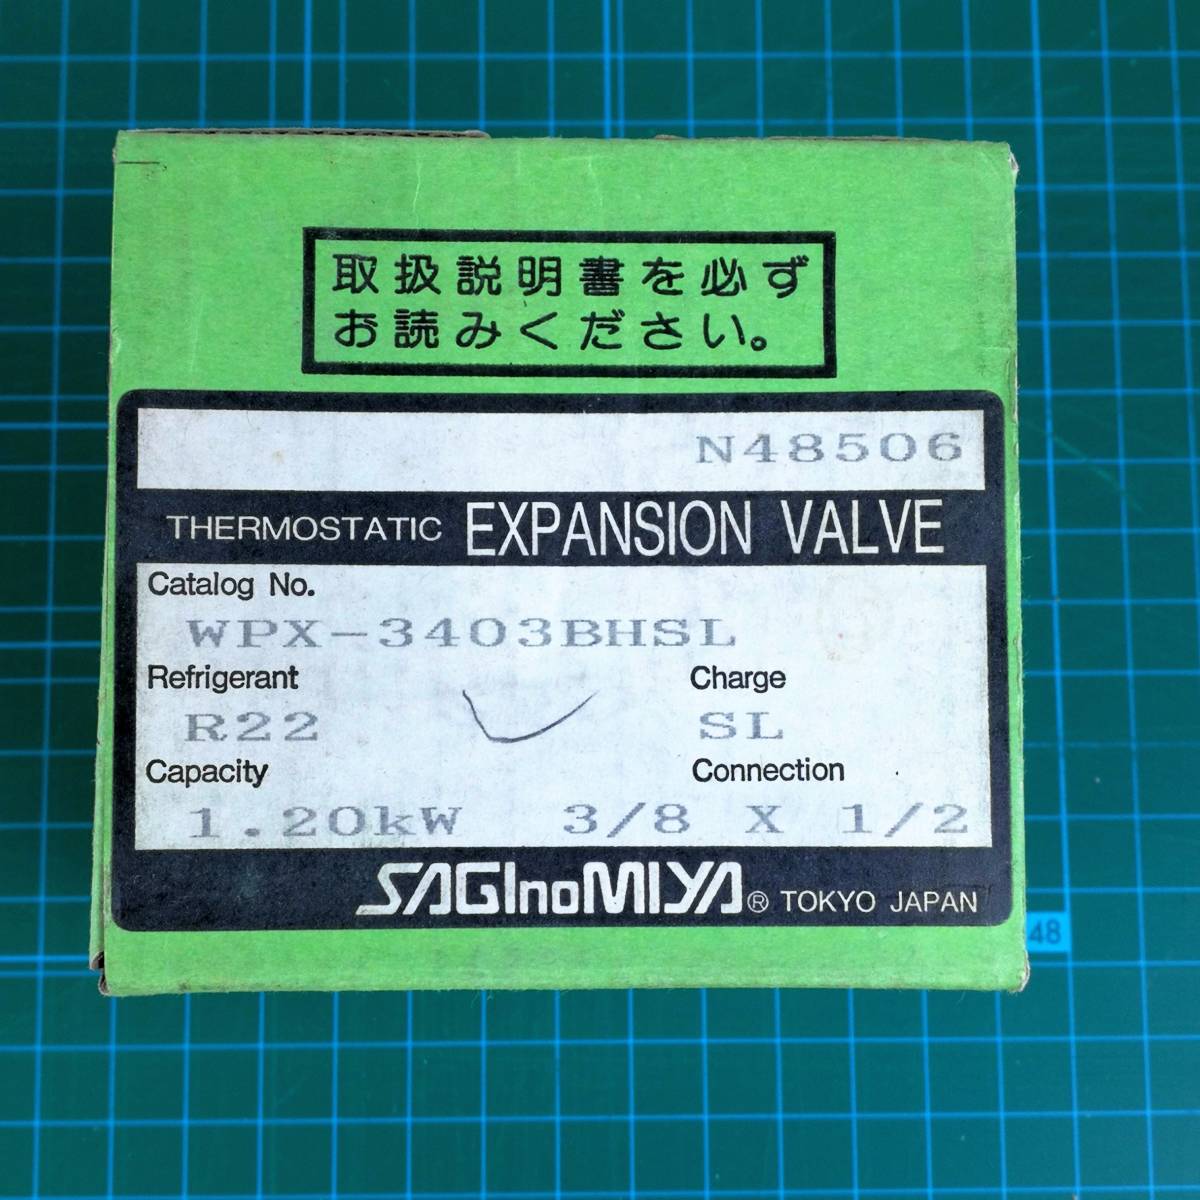 取扱説明書を必ず
お読みください。
N48506
THERMOSTATIC EXPANSION VALVE
Catalog No.
WPX-3403BHSL
Refrigerant Charge
R22 SL
Capacity Connection
1.20kW 3/8 X 1/2
SAGInoMIYA® TOKYO JAPAN
48